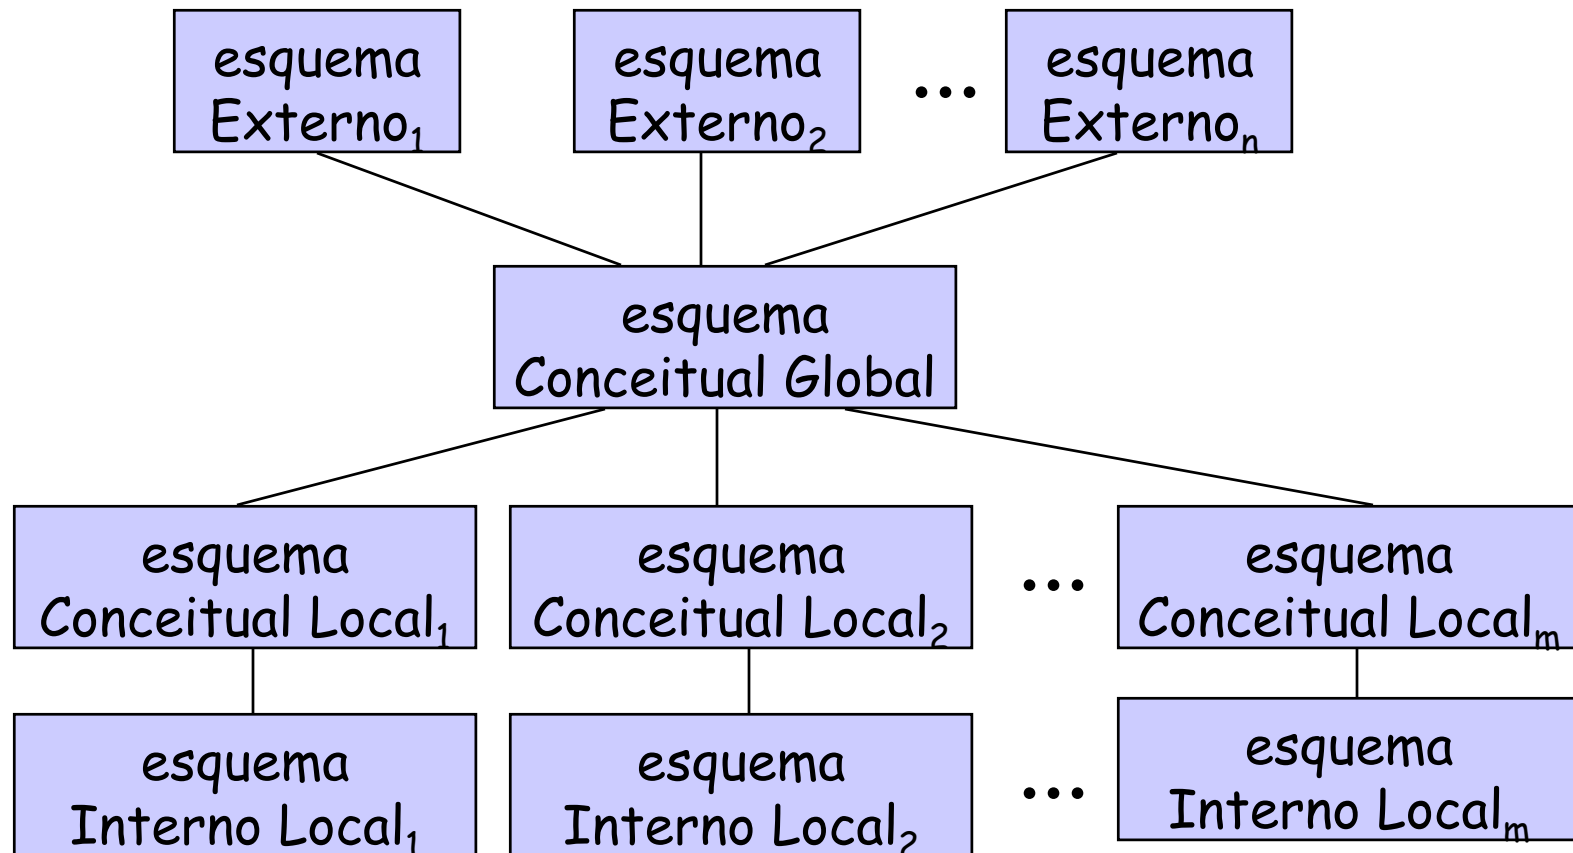 esquema
Externo₁
esquema
Externo₂
...
esquema
Externoₙ
esquema
Conceitual Global
esquema
Conceitual Local₁
esquema
Conceitual Local₂
...
esquema
Conceitual Localₘ
esquema
Interno Local₁
esquema
Interno Local₂
...
esquema
Interno Localₘ